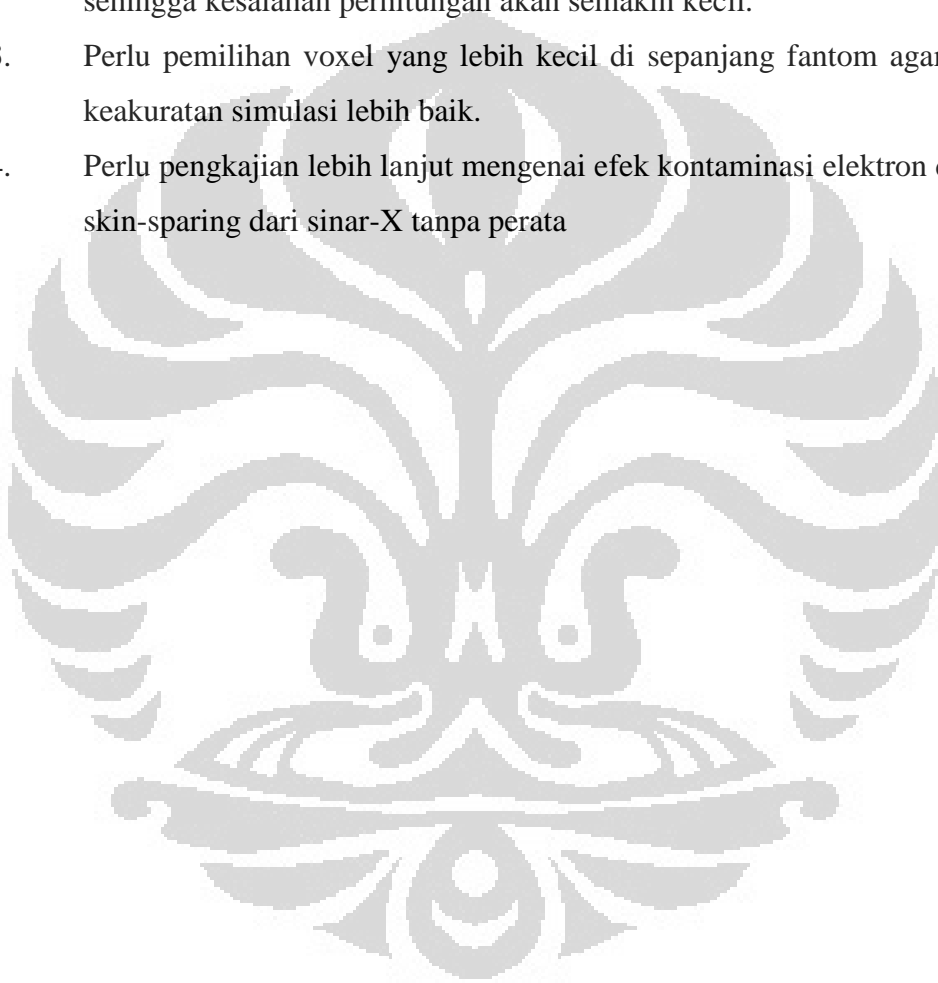 sehingga kesalahan perhitungan akan semakin kecil.
3. Perlu pemilihan voxel yang lebih kecil di sepanjang fantom agar
keakuratan simulasi lebih baik.
Perlu pengkajian lebih lanjut mengenai efek kontaminasi elektron
skin-sparing dari sinar-X tanpa perata